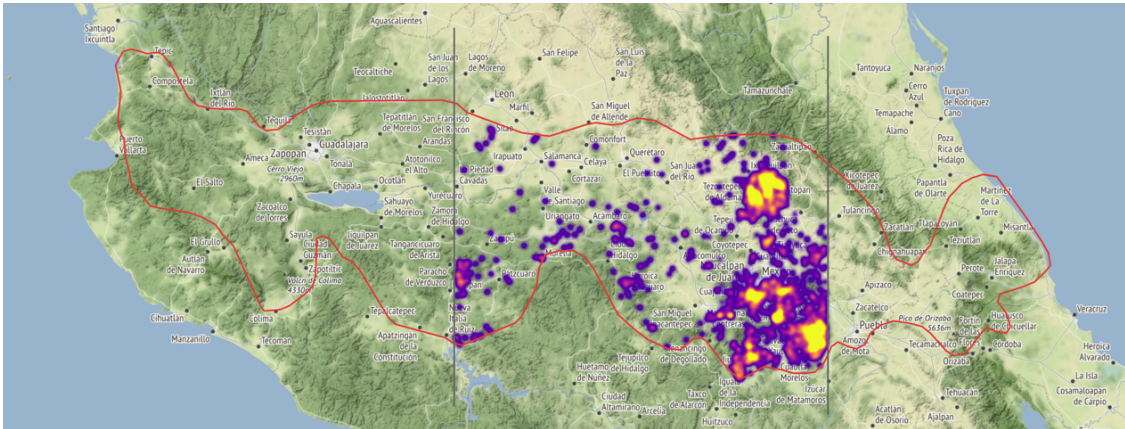 Santiago
Ixcuintla
Aguascalientes
Tepic
Compostela
Ixtlán
del Río
Tequila
Teocaltiche
San Juan
de los
Lagos
Lagos
de Moreno
León
Marfil
San Felipe
San Luis
de la
Paz
San Miguel
de Allende
Tamazunchale
Tantoyuca
Naranjos
Cerro
Azul
Temapache
Álamo
Tuxpan
de Rodríguez
Cano
Poza
Rica de
Hidalgo
Papantla
de Olarte
Martínez
de La
Torre
Misantla
Puerto
Vallarta
Tesistán
Zapopan
Guadalajara
Tonalá
Ameca
Cerro Viejo
2960m
Tepatitlán
de Morelos
San Francisco
del Rincón
Arandas
Atotonilco
el Alto
Silao
Irapuato
Salamanca
Comonfort
Celaya
Cortazar
Querétaro
El Pueblito
San Juan
del Río
Piedad
Cavadas
El Salto
Chapala
Ocotlán
Yurécuaro
Zacoalco
de Torres
Sahuayo
de Morelos
Zamora
de Hidalgo
Valle
de Santiago
Uriangato
Acámbaro
Sayula
Jiquilpan
de Juárez
El Grullo
Autlán
de Navarro
Ciudad
Guzmán
Zapotiltic
Volcán de Colima
4330m
Tangancícuaro
de Arista
Paracho
de Verduzco
Zacapu
Morelia
Pátzcuaro
Hidalgo
Heroica
Colima
Tepalcatepec
Nueva
Italia
de Ruiz
Apatzingán
de la
Constitución
Cihuatlán
Manzanillo
Tecoman
Huetamo
de Núñez
Ciudad
Altamirano
Arcelia
Tejupilco
de Hidalgo
San Miguel
Zinacantepec
Tenancingo
de Degollado
Coyotepec
Taxco
de Alarcón
Iguala
de la
Independencia
Huitzuco
Morelos
Izúcar
de Matamoros
Xicotepec
de Juárez
Tulancingo
Zacatlán
Chignahuapan
Tlapacoyan
Teziutlán
Perote
Jalapa
Enríquez
Coatepec
Apizaco
Zacatelco
Puebla
Amozoc
de Mota
Pico de Orizaba
5636m
Tecamachalco
Fortín
de las
Flores
Huatusco
de Chicuellar
Córdoba
Orizaba
Tehuacán
Ajalpan
Acatlán
de Osorio
Veracruz
Heroica
Alvarado
La Isla
Cosamaloapan
de Carpio